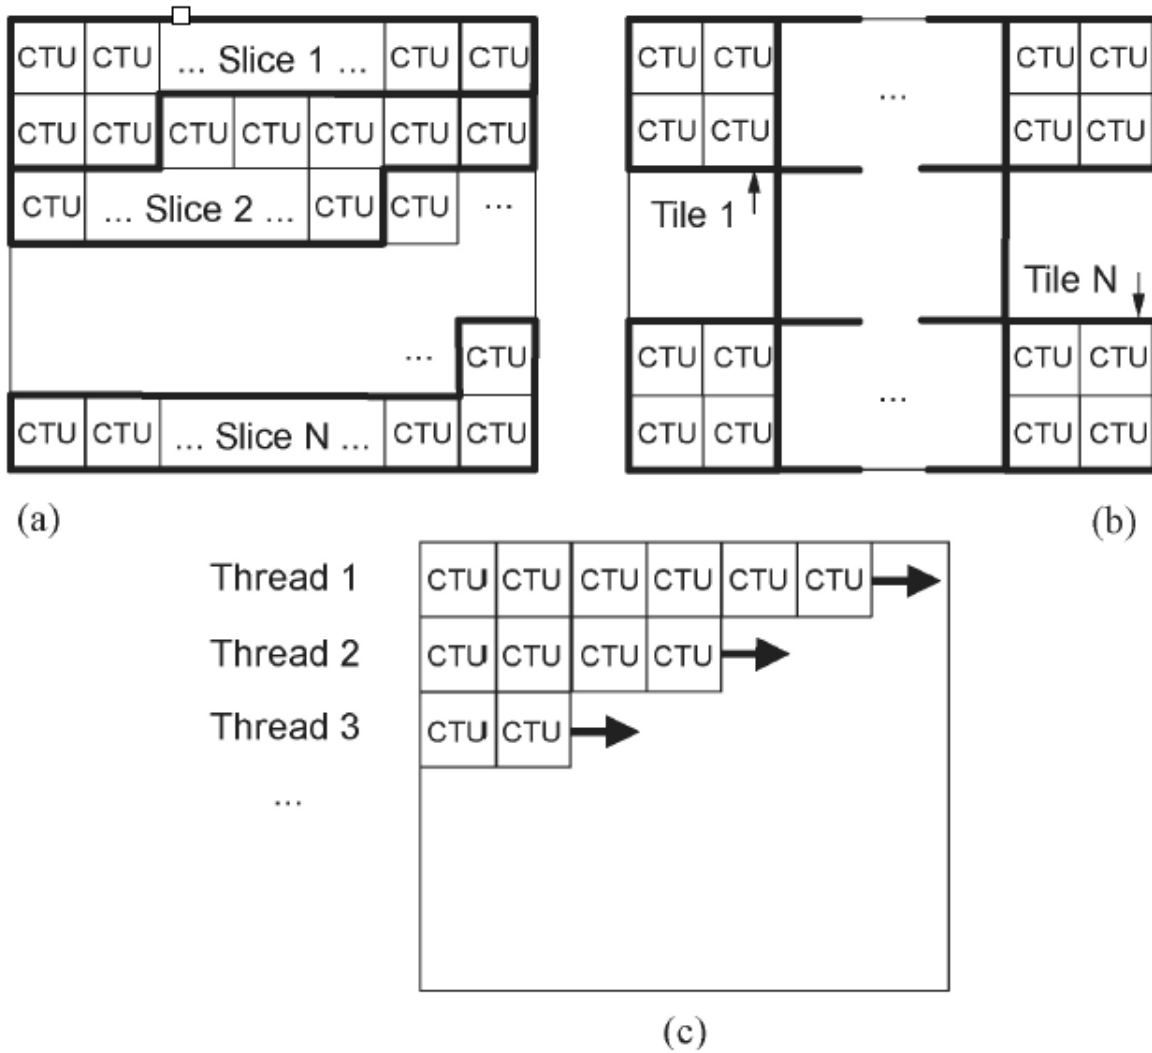 CTU CTU ... Slice 1 ... CTU CTU
CTU CTU CTU CTU CTU CTU CTU
CTU ... Slice 2 ... CTU CTU ...
... CTU
CTU CTU ... Slice N ... CTU CTU
(a)
CTU CTU ... CTU CTU
CTU CTU CTU CTU
Tile 1
Tile N
CTU CTU CTU CTU
CTU CTU ... CTU CTU
(b)
Thread 1 CTU CTU CTU CTU CTU CTU
Thread 2 CTU CTU CTU CTU
Thread 3 CTU CTU
...
(c)